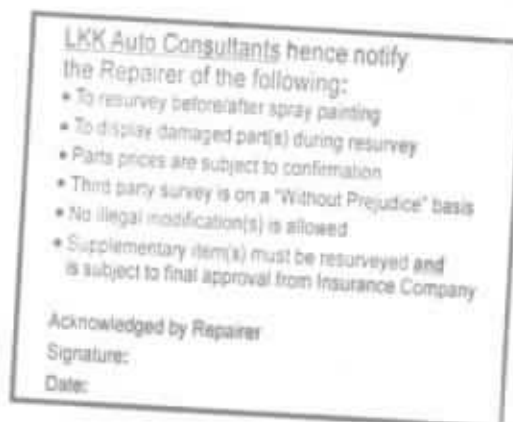 LKK Auto Consultants hence notify
the Repairer of the following:
• To resurvey before/after spray painting
• To display damaged part(s) during resurvey
• Parts prices are subject to confirmation
• Third party survey is on a "Without Prejudice" basis
• No illegal modification(s) is allowed
• Supplementary item(s) must be resurveyed and
is subject to final approval from Insurance Company
Acknowledged by Repairer
Signature:
Date: